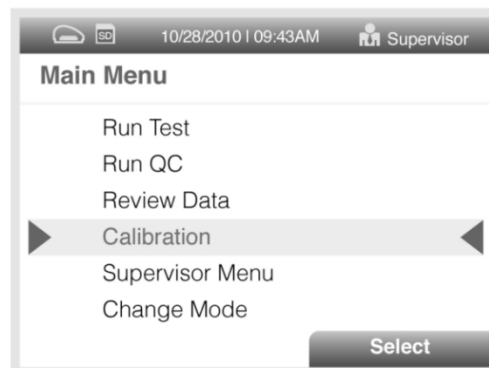 SD 10/28/2010 | 09:43AM Supervisor
Main Menu
Run Test
Run QC
Review Data
Calibration
Supervisor Menu
Change Mode
Select